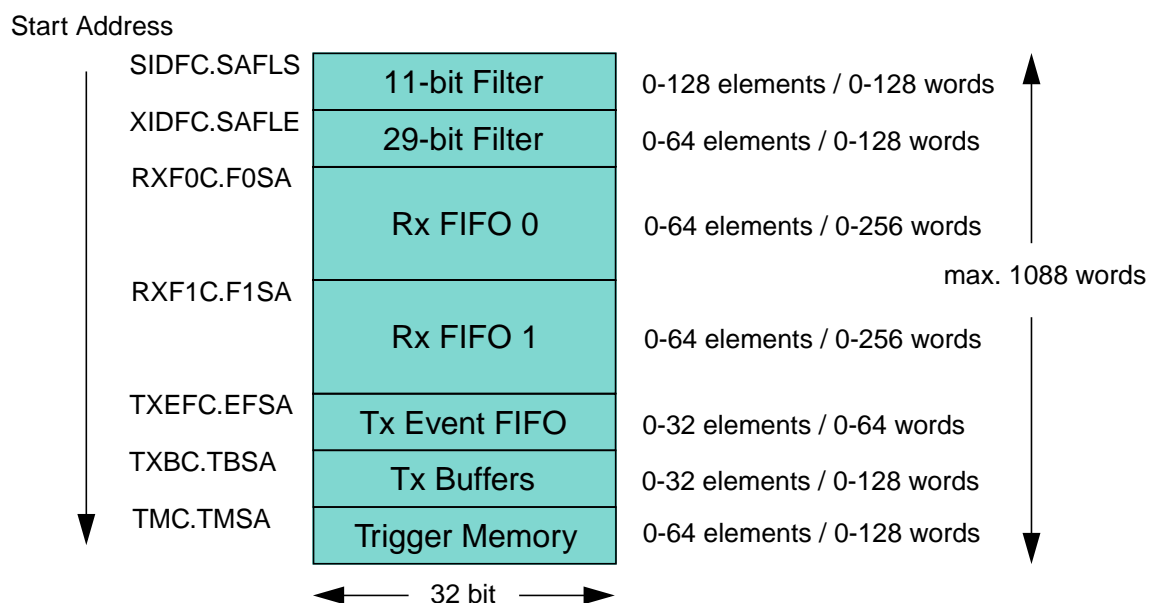 Start Address
SIDFC.SAFLS
11-bit Filter
0-128 elements / 0-128 words
XIDFC.SAFLE
29-bit Filter
0-64 elements / 0-128 words
RXF0C.F0SA
Rx FIFO 0
0-64 elements / 0-256 words
max. 1088 words
RXF1C.F1SA
Rx FIFO 1
0-64 elements / 0-256 words
TXEFC.EFSA
Tx Event FIFO
0-32 elements / 0-64 words
TXBC.TBSA
Tx Buffers
0-32 elements / 0-128 words
TMC.TMSA
Trigger Memory
0-64 elements / 0-128 words
32 bit